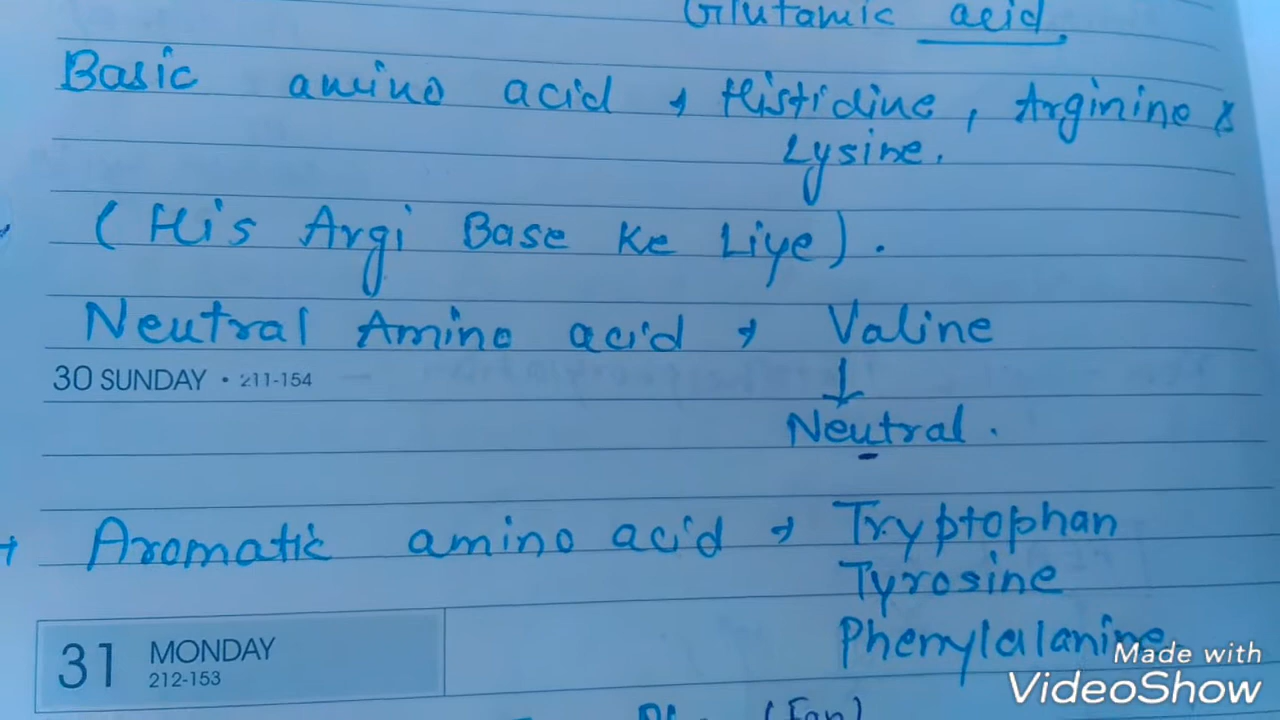 Glutamic acid
Basic amino acid → Histidine, Arginine &
Lysine.
(His Argi Base Ke Liye).
Neutral Amino acid → Valine
30 SUNDAY • 211-154
↓
Neutral.
→ Aromatic amino acid → Tryptophan
Tyrosine
Phenylalanine
31 MONDAY
212-153
Made with
VideoShow
(Fan)